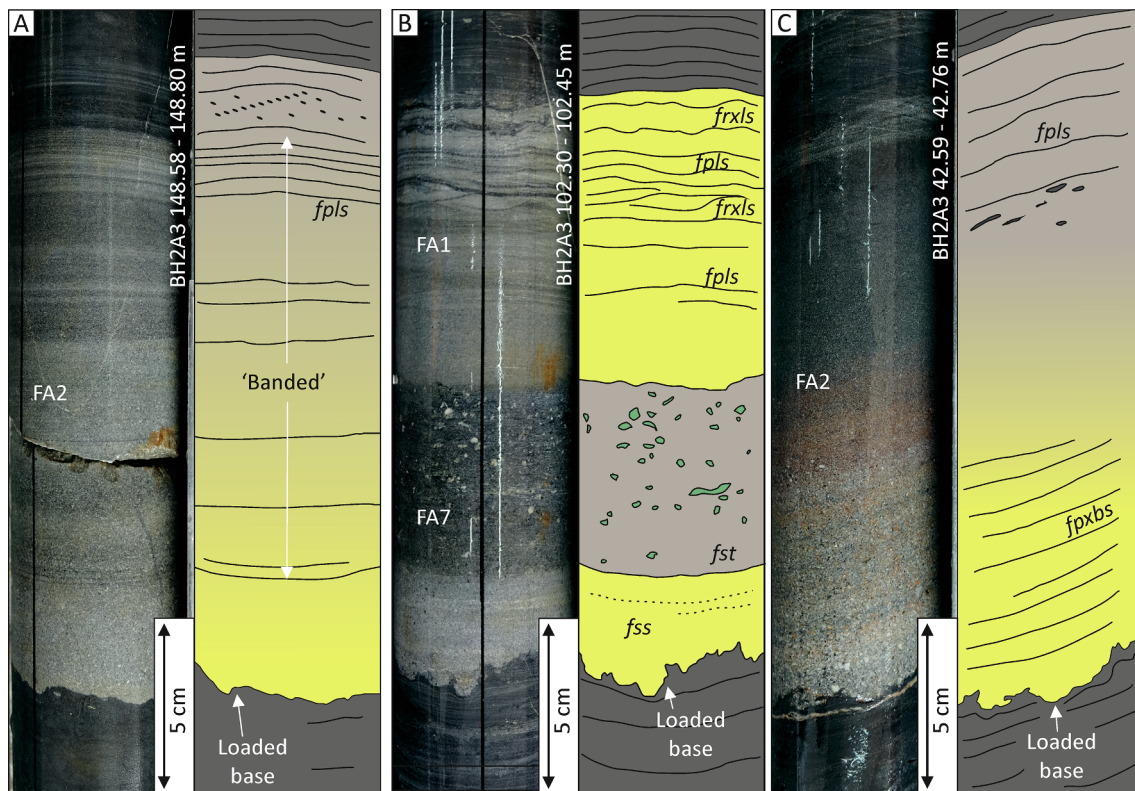 A
BH2A3 148.58 - 148.80 m
FA2
fpls
'Banded'
Loaded
base
5 cm
B
BH2A3 102.30 - 102.45 m
FA1
FA7
frxls
fpls
frxls
fpls
fst
fss
Loaded
base
5 cm
C
BH2A3 42.59 - 42.76 m
FA2
fpls
fpxbs
Loaded
base
5 cm